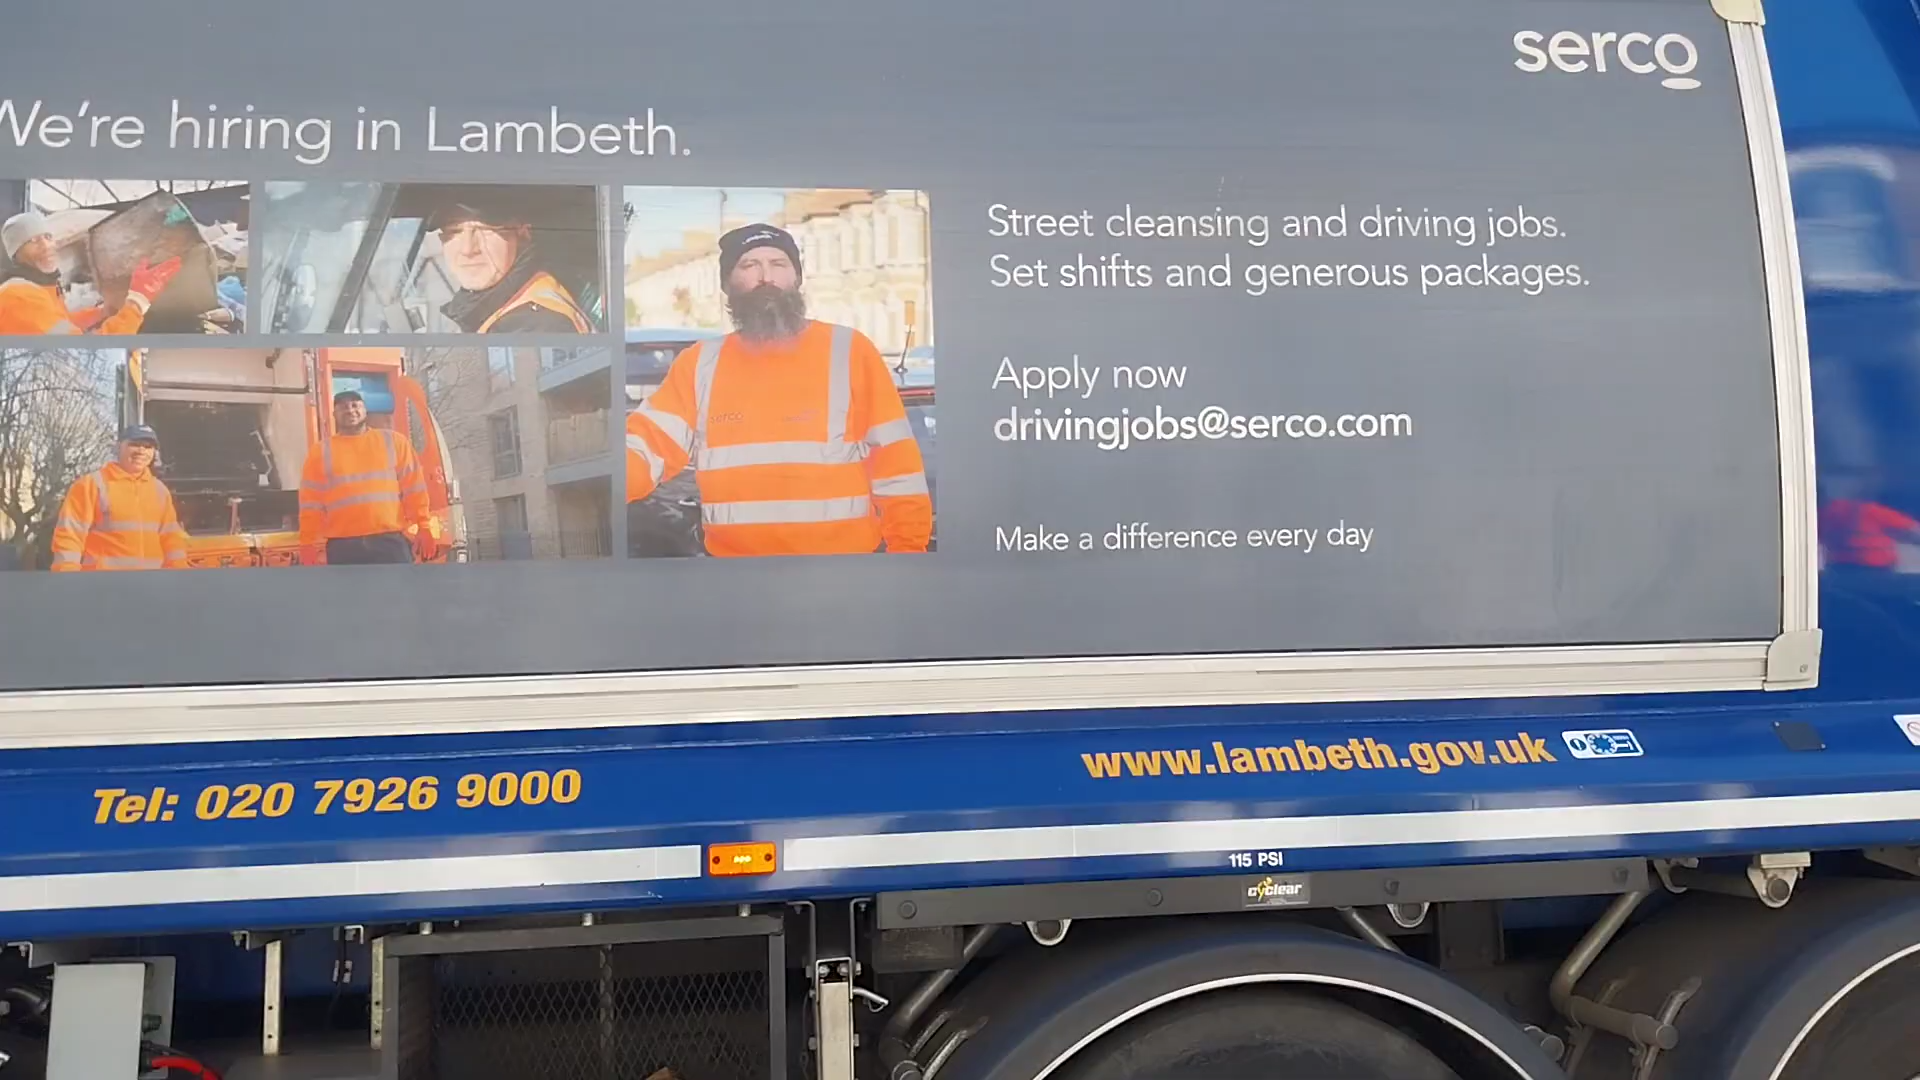 serco
We're hiring in Lambeth.
Street cleansing and driving jobs.
Set shifts and generous packages.
Apply now
drivingjobs@serco.com
Make a difference every day
serco
www.lambeth.gov.uk
Tel: 020 7926 9000
115 PSI
cyclear